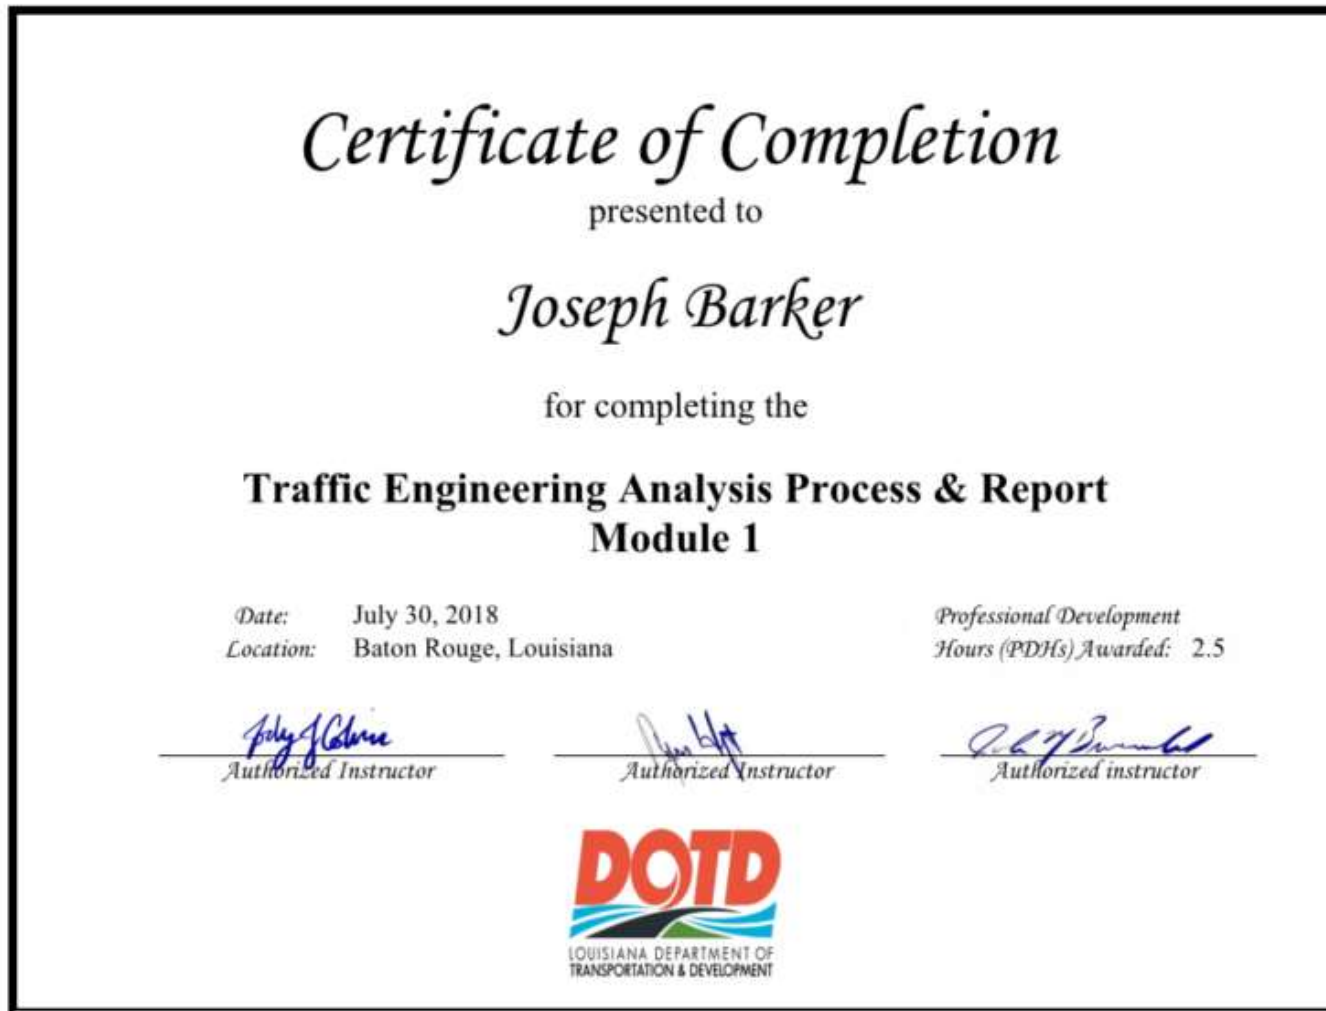 Certificate of Completion
presented to
Joseph Barker
for completing the
Traffic Engineering Analysis Process & Report
Module 1
Date: July 30, 2018
Location: Baton Rouge, Louisiana
Professional Development
Hours (PDHs) Awarded: 2.5
Authorized Instructor
Authorized Instructor
Authorized instructor
DOTD
LOUISIANA DEPARTMENT OF
TRANSPORTATION & DEVELOPMENT